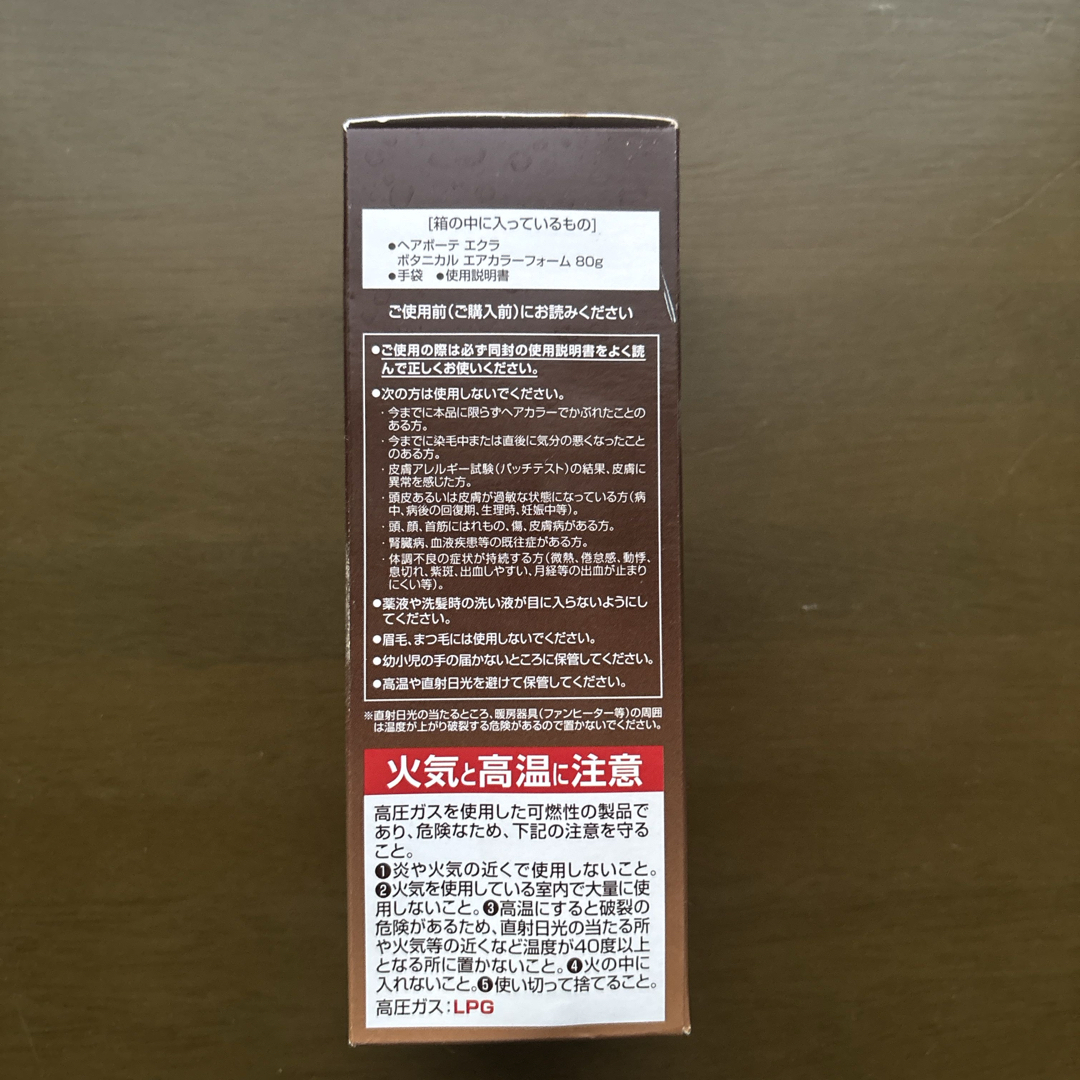 [箱の中に入っているもの]
●ヘアボーテ エクラ
ボタニカル エアカラーフォーム 80g
●手袋 ●使用説明書
ご使用前(ご購入前)にお読みください
●ご使用の際は必ず同封の使用説明書をよく読
んで正しくお使いください。
●次の方は使用しないでください。
・今までに本品に限らずヘアカラーでかぶれたことの
ある方。
・今までに染毛中または直後に気分の悪くなったこと
のある方。
・皮膚アレルギー試験(パッチテスト)の結果、皮膚に
異常を感じた方。
・頭皮あるいは皮膚が過敏な状態になっている方(病
中、病後の回復期、生理時、妊娠中等)。
・頭、顔、首筋にはれもの、傷、皮膚病がある方。
・腎臓病、血液疾患等の既往症がある方。
・体調不良の症状が持続する方(微熱、倦怠感、動悸、
息切れ、紫斑、出血しやすい、月経等の出血が止まり
にくい等)。
●薬液や洗髪時の洗い液が目に入らないようにし
てください。
●眉毛、まつ毛には使用しないでください。
●幼小児の手の届かないところに保管してください。
●高温や直射日光を避けて保管してください。
※直射日光の当たるところ、暖房器具(ファンヒーター等)の周囲
は温度が上がり破裂する危険があるので置かないでください。
火気と高温に注意
高圧ガスを使用した可燃性の製品で
あり、危険なため、下記の注意を守る
こと。
❶炎や火気の近くで使用しないこと。
❷火気を使用している室内で大量に使
用しないこと。❸高温にすると破裂の
危険があるため、直射日光の当たる所
や火気等の近くなど温度が40度以上
となる所に置かないこと。❹火の中に
入れないこと。❺使い切って捨てること。
高圧ガス:LPG